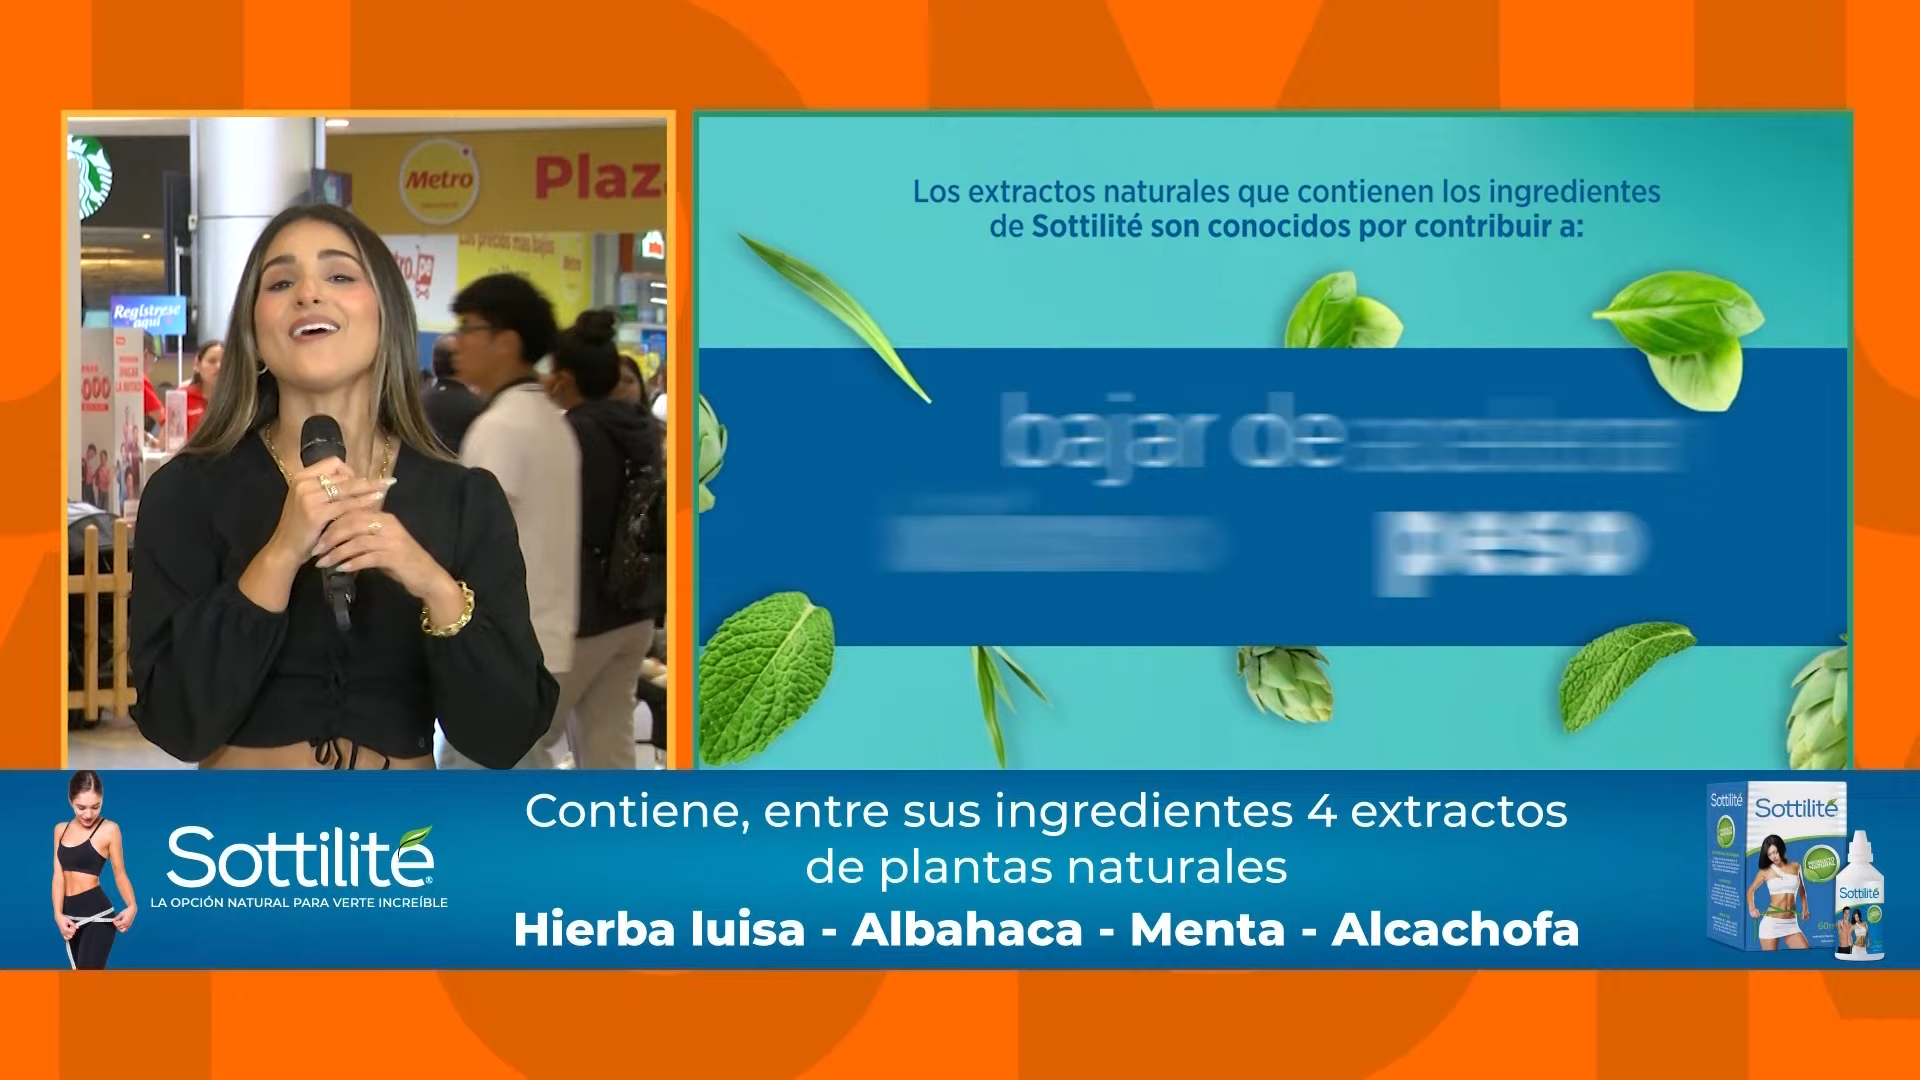 Metro
Plaz
Regístrese
aquí
Los extractos naturales que contienen los ingredientes
de Sottilité son conocidos por contribuir a:
bajar de
peso
Sottilité
LA OPCIÓN NATURAL PARA VERTE INCREÍBLE
Contiene, entre sus ingredientes 4 extractos
de plantas naturales
Hierba luisa - Albahaca - Menta - Alcachofa
Sottilité
Sottilité
PRODUCTO
NATURAL
Sottilité